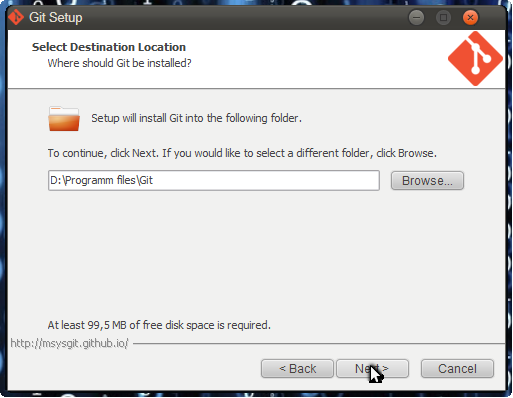 Git Setup
Select Destination Location
Where should Git be installed?
Setup will install Git into the following folder.
To continue, click Next. If you would like to select a different folder, click Browse.
D:\Programm files\Git
Browse...
At least 99,5 MB of free disk space is required.
http://msysgit.github.io/
< Back
Next >
Cancel